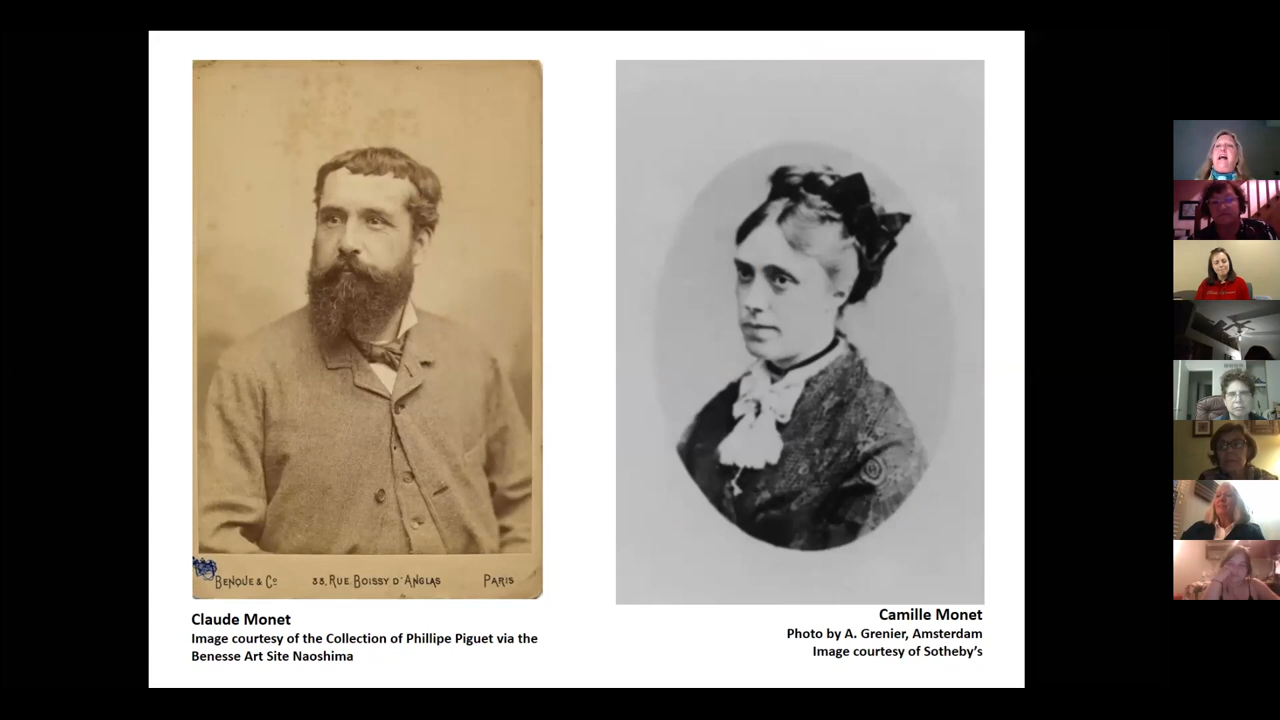 BENQUE & Co 33, RUE BOISSY D'ANGLAS PARIS
Claude Monet
Image courtesy of the Collection of Phillipe Piguet via the
Benesse Art Site Naoshima
Camille Monet
Photo by A. Grenier, Amsterdam
Image courtesy of Sotheby's